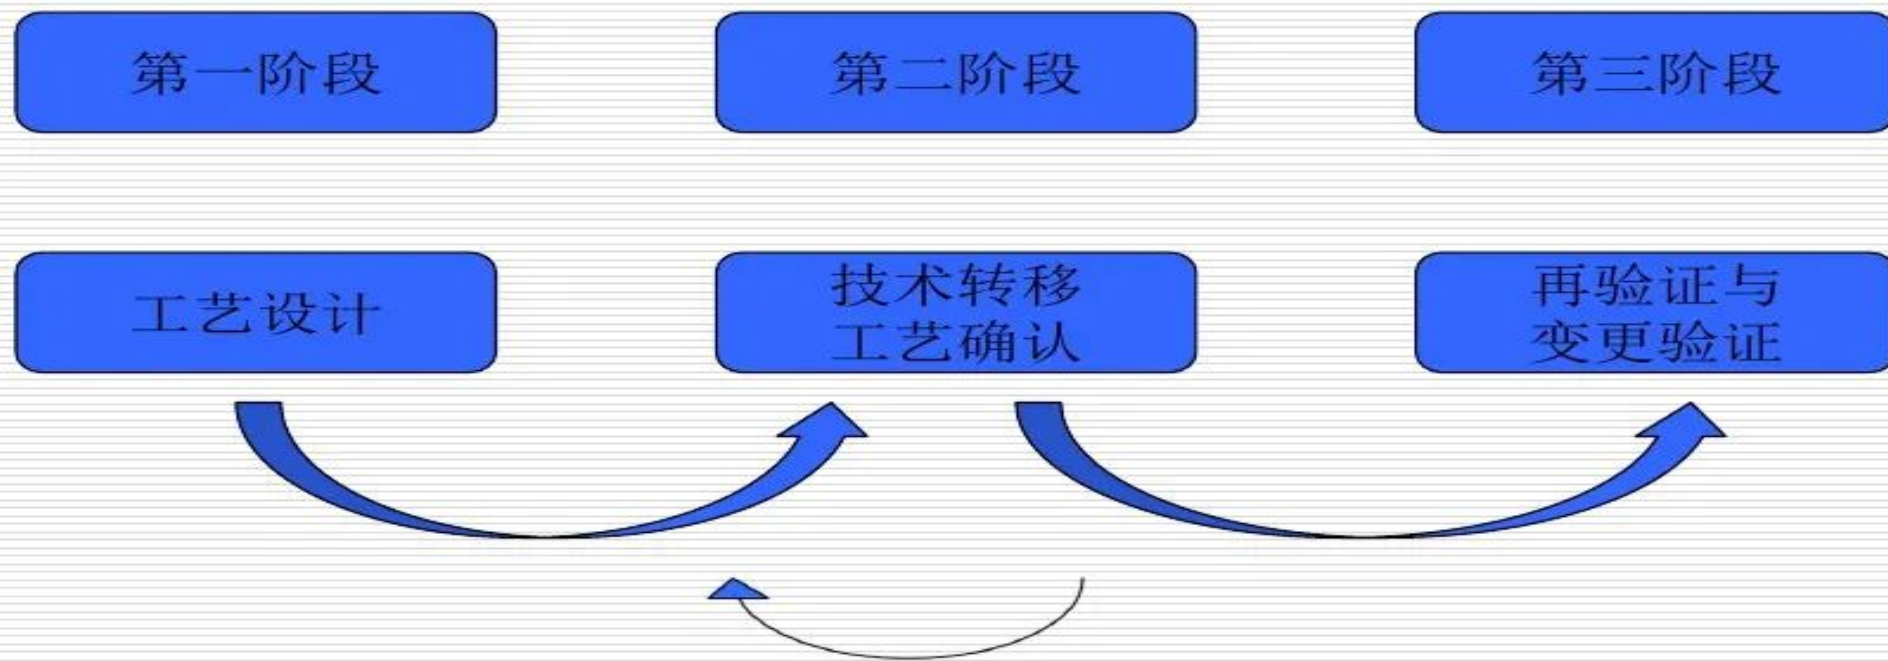 第一阶段
第二阶段
第三阶段
工艺设计
技术转移
工艺确认
再验证与
变更验证